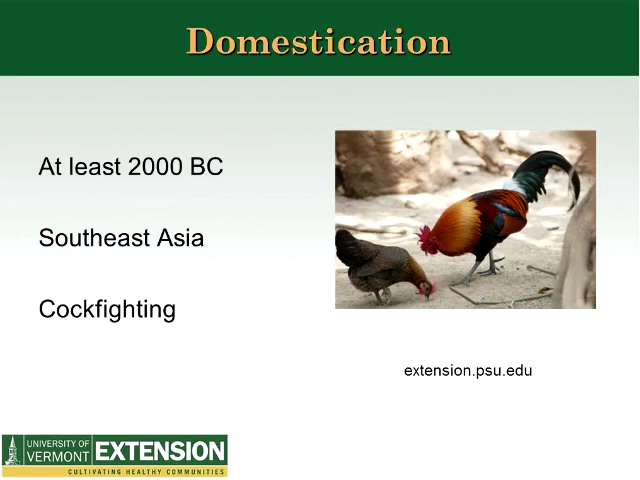 Domestication
At least 2000 BC
Southeast Asia
Cockfighting
extension.psu.edu
UNIVERSITY OF
VERMONT
EXTENSION
CULTIVATING HEALTHY COMMUNITIES